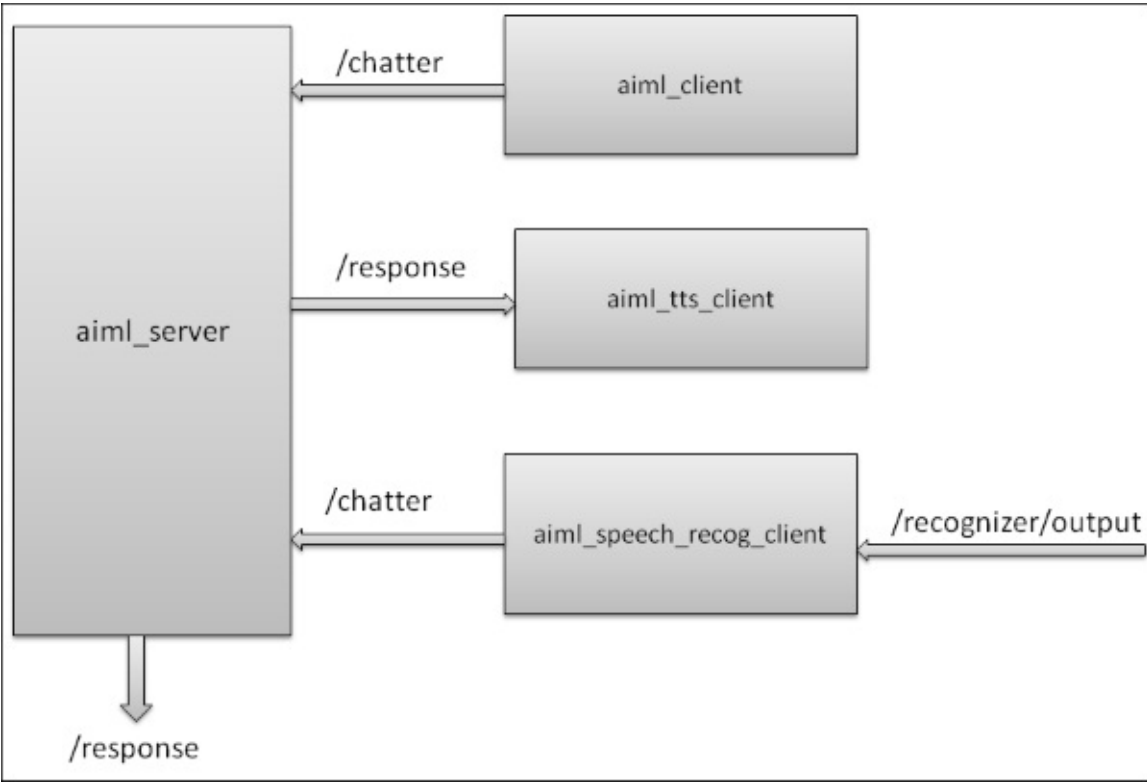 /chatter
aiml_client
/response
aiml_tts_client
aiml_server
/chatter
aiml_speech_recog_client
/recognizer/output
/response